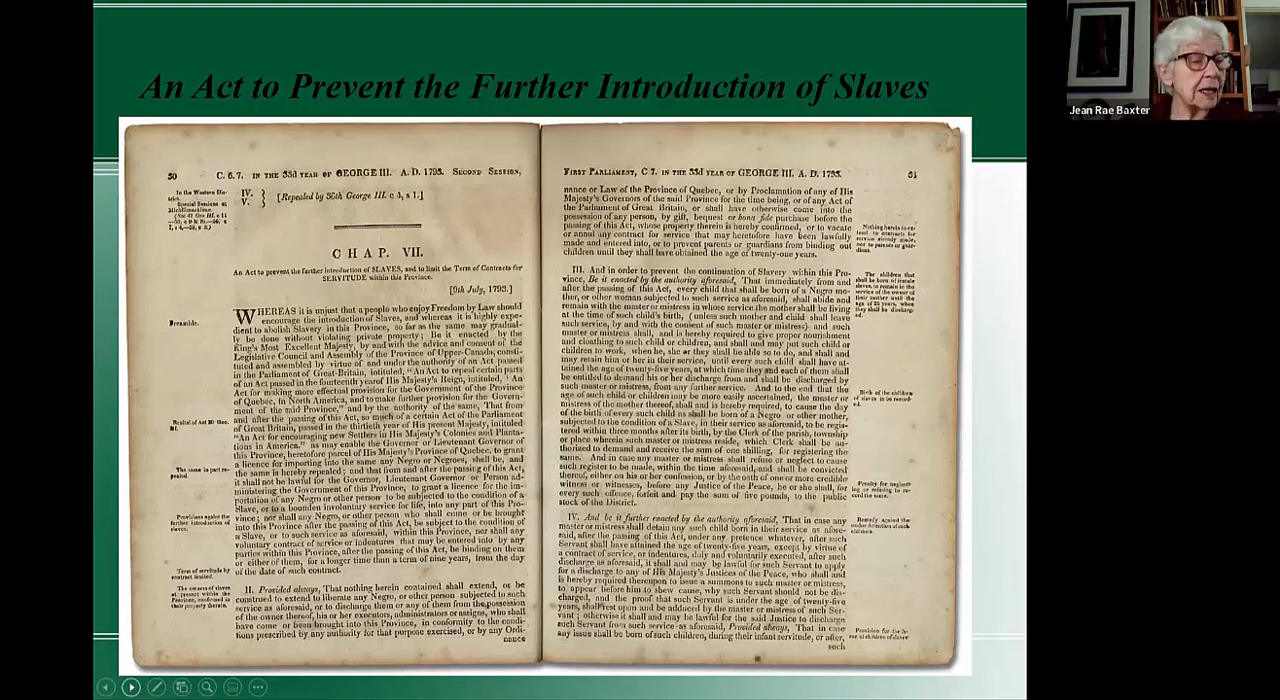 An Act to Prevent the Further Introduction of Slaves
Jean Rae Baxter
50 C. 6. 7. IN THE 33d YEAR OF GEORGE III. A. D. 1793. SECOND SESSION,
IV. V. } [Repealed by 36th George III. c 4, s 1.]
CHAP. VII.
An Act to prevent the further introduction of SLAVES, and to limit the Term of Contracts for
SERVITUDE within this Province.
[9th July, 1793.]
Preamble.
WHEREAS it is unjust that a people who enjoy Freedom by Law should
encourage the introduction of Slaves, and whereas it is highly expe-
dient to abolish Slavery in this Province, so far as the same may gradual-
ly be done without violating private property; Be it enacted by the
King's Most Excellent Majesty, by and with the advice and consent of the
Legislative Council and Assembly of the Province of Upper-Canada, consti-
tuted and assembled by virtue of and under the authority of an Act passed
in the Parliament of Great-Britain, intituled, "An Act to repeal certain parts
of an Act passed in the fourteenth year of His Majesty's Reign, intituled, 'An
Act for making more effectual provision for the Government of the Province
of Quebec, in North America, and to make further provision for the Govern-
ment of the said Province," and by the authority of the same, That from
and after the passing of this Act, so much of a certain Act of the Parliament
of Great Britain, passed in the thirtieth year of His present Majesty, intituled
"An Act for encouraging new Settlers in His Majesty's Colonies and Planta-
tions in America," as may enable the Governor or Lieutenant Governor of
this Province, heretofore parcel of His Majesty's Province of Quebec, to grant
a licence for importing into the same any Negro or Negroes, shall be, and
the same is hereby repealed; and that from and after the passing of this Act,
it shall not be lawful for the Governor, Lieutenant Governor or Person ad-
ministering the Government of this Province, to grant a licence for the im-
portation of any Negro or other person to be subjected to the condition of a
Slave, or to a bounden involuntary service for life, into any part of this Pro-
vince; nor shall any Negro, or other person who shall come or be brought
into this Province after the passing of this Act, be subject to the condition of
a Slave, or to such service as aforesaid, within this Province, nor shall any
voluntary contract of service or indentures that may be entered into by any
parties within this Province, after the passing of this Act, be binding on them
or either of them, for a longer time than a term of nine years, from the day
of the date of such contract.
II. Provided always, That nothing herein contained shall extend, or be
construed to extend to liberate any Negro, or other person subjected to such
service as aforesaid, or to discharge them or any of them from the possession
of the owner thereof, his or her executors, administrators or assigns, who shall
have come or been brought into this Province, in conformity to the condi-
tions prescribed by any authority for that purpose exercised, or by any Ordi-
nance
FIRST PARLIAMENT, C 7. IN THE 33d YEAR OF GEORGE III. A. D. 1793.
nance or Law of the Province of Quebec, or by Proclamation of any of His
Majesty's Governors of the said Province for the time being, or of any Act of
the Parliament of Great Britain, or shall have otherwise come into the
possession of any person, by gift, bequest or bona fide purchase before the
passing of this Act, whose property therein is hereby confirmed, or to vacate
or annul any contract for service that may heretofore have been lawfully
made and entered into, or to prevent parents or guardians from binding out
children until they shall have obtained the age of twenty-one years.
III. And in order to prevent the continuation of Slavery within this Pro-
vince, Be it enacted by the authority aforesaid, That immediately from and
after the passing of this Act, every child that shall be born of a Negro mo-
ther, or other woman subjected to such service as aforesaid, shall abide and
remain with the master or mistress in whose service the mother shall be living
at the time of such child's birth, (unless such mother and child shall leave
such service, by and with the consent of such master or mistress) and such
master or mistress shall, and is hereby required to give proper nourishment
and cloathing to such child or children, and shall and may put such child or
children to work, when he, she or they shall be able so to do, and shall and
may retain him or her in their service, until every such child shall have at-
tained the age of twenty-five years, at which time they and each of them shall
be entitled to demand his or her discharge from and shall be discharged by
such master or mistress, from any further service. And to the end that the
age of such child or children may be more easily ascertained, the master or
mistress of the mother thereof, shall and is hereby required, to cause the day
of the birth of every such child as shall be born of a Negro or other mother,
subjected to the condition of a Slave, in their service as aforesaid, to be regis-
tered within three months after its birth, by the Clerk of the parish, township
or place wherein such master or mistress reside, which Clerk shall be au-
thorized to demand and receive the sum of one shilling, for registering the
same. And in case any master or mistress shall refuse or neglect to cause
such register to be made, within the time aforesaid, and shall be convicted
thereof, either on his or her confession, or by the oath of one or more credible
witness or witnesses, before any Justice of the Peace, he or she shall, for
every such offence, forfeit and pay the sum of five pounds, to the public
stock of the District.
IV. And be it further enacted by the authority aforesaid, That in case any
master or mistress shall detain any such child born in their service as afore-
said, after the passing of this Act, under any pretence whatever, after such
Servant shall have attained the age of twenty-five years, except by virtue of
a contract of service, or indentures, duly and voluntarily executed, after such
discharge as aforesaid, it shall and may be lawful for such Servant to apply
for a discharge to any of His Majesty's Justices of the Peace, who shall and
is hereby required thereupon to issue a summons to such master or mistress,
to appear before him to shew cause, why such Servant should not be dis-
charged, and the proof that such Servant is under the age of twenty-five
years, shall rest upon and be adduced by the master or mistress of such Ser-
vant; otherwise it shall and may be lawful for the said Justice to discharge
such Servant from such service as aforesaid, Provided always, That in case
any issue shall be born of such children, during their infant servitude, or after,
such